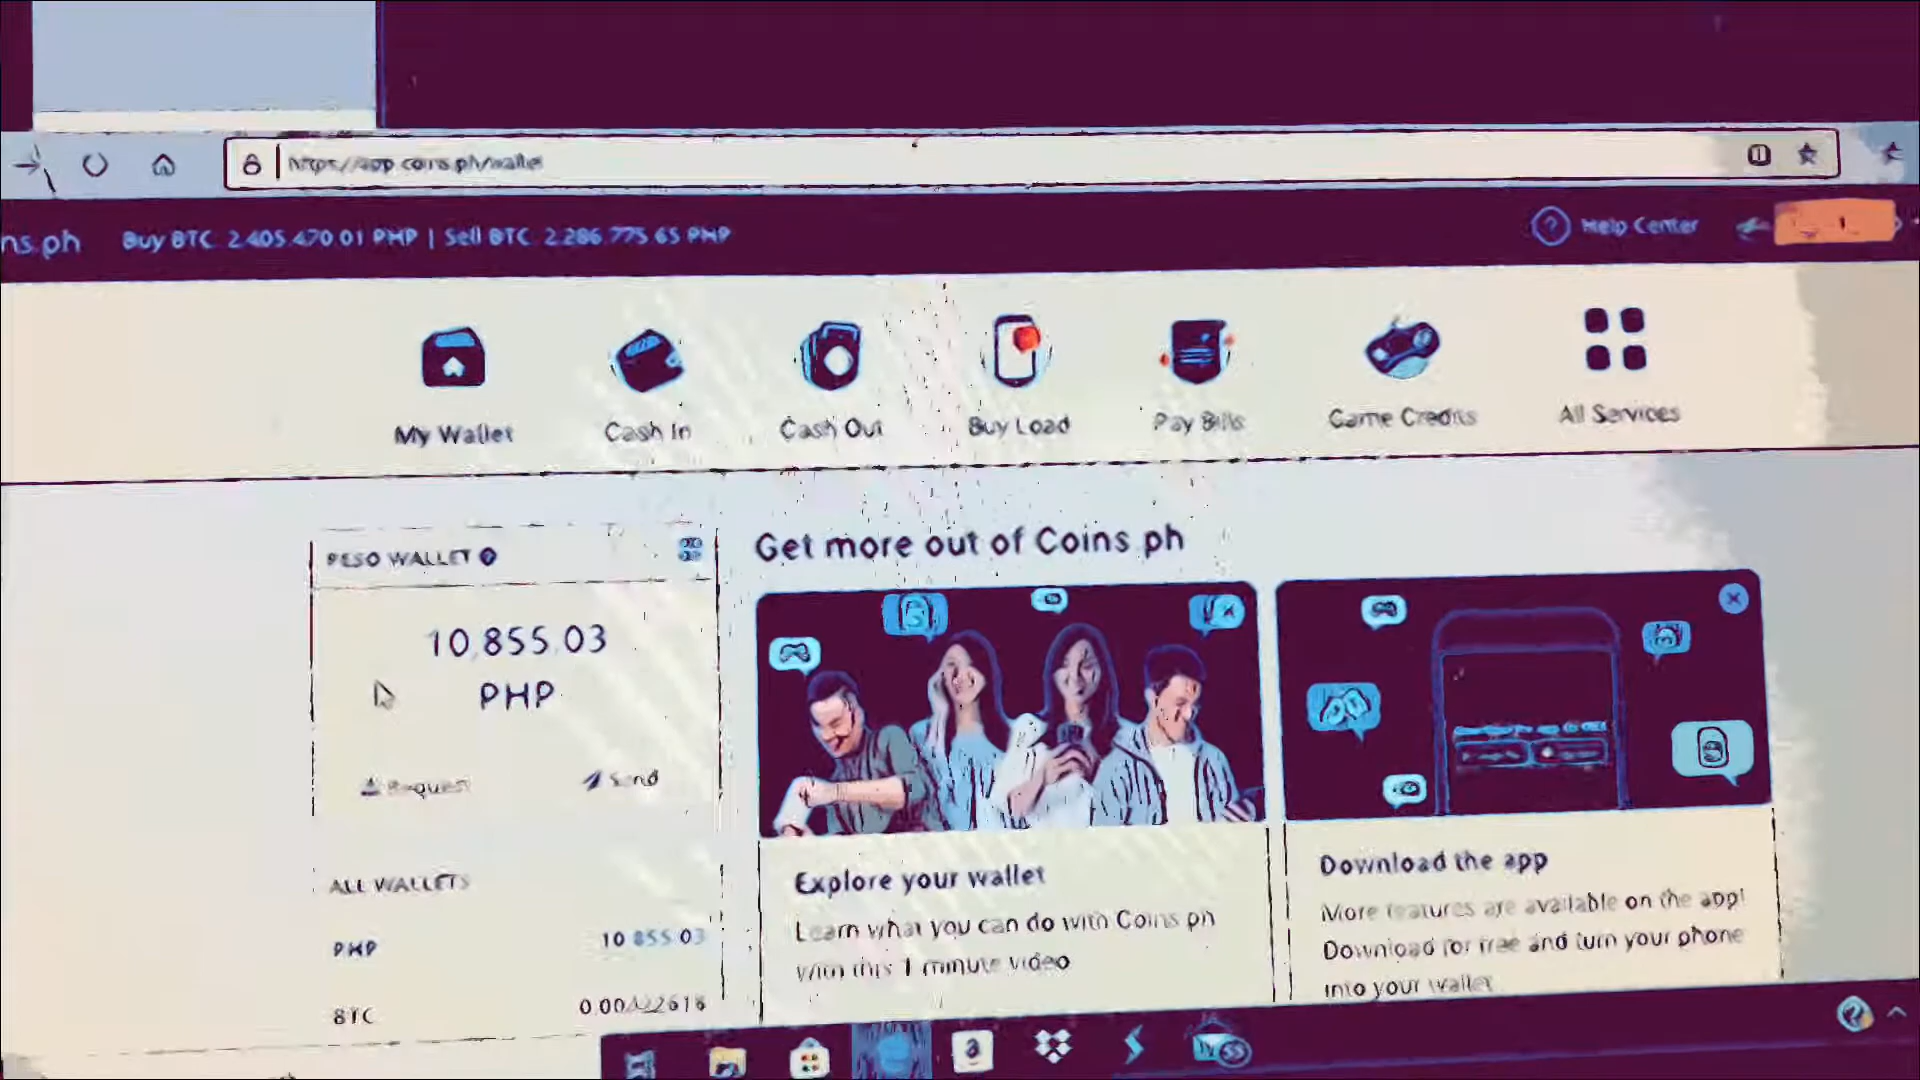 https://app.coins.ph/wallet
ns.ph Buy BTC 2.405.470.01 PHP | Sell BTC 2.286.775.65 PHP Help Center
My Wallet Cash In Cash Out Buy Load Pay Bills Game Credits All Services
PESO WALLET
10,855.03
PHP
Request Send
ALL WALLETS
PHP 10 855 03
BTC
Get more out of Coins ph
Explore your wallet
Learn what you can do with Coins ph
with this 1 minute video
Download the app
More features are available on the app!
Download for free and turn your phone
into your wallet
a
55